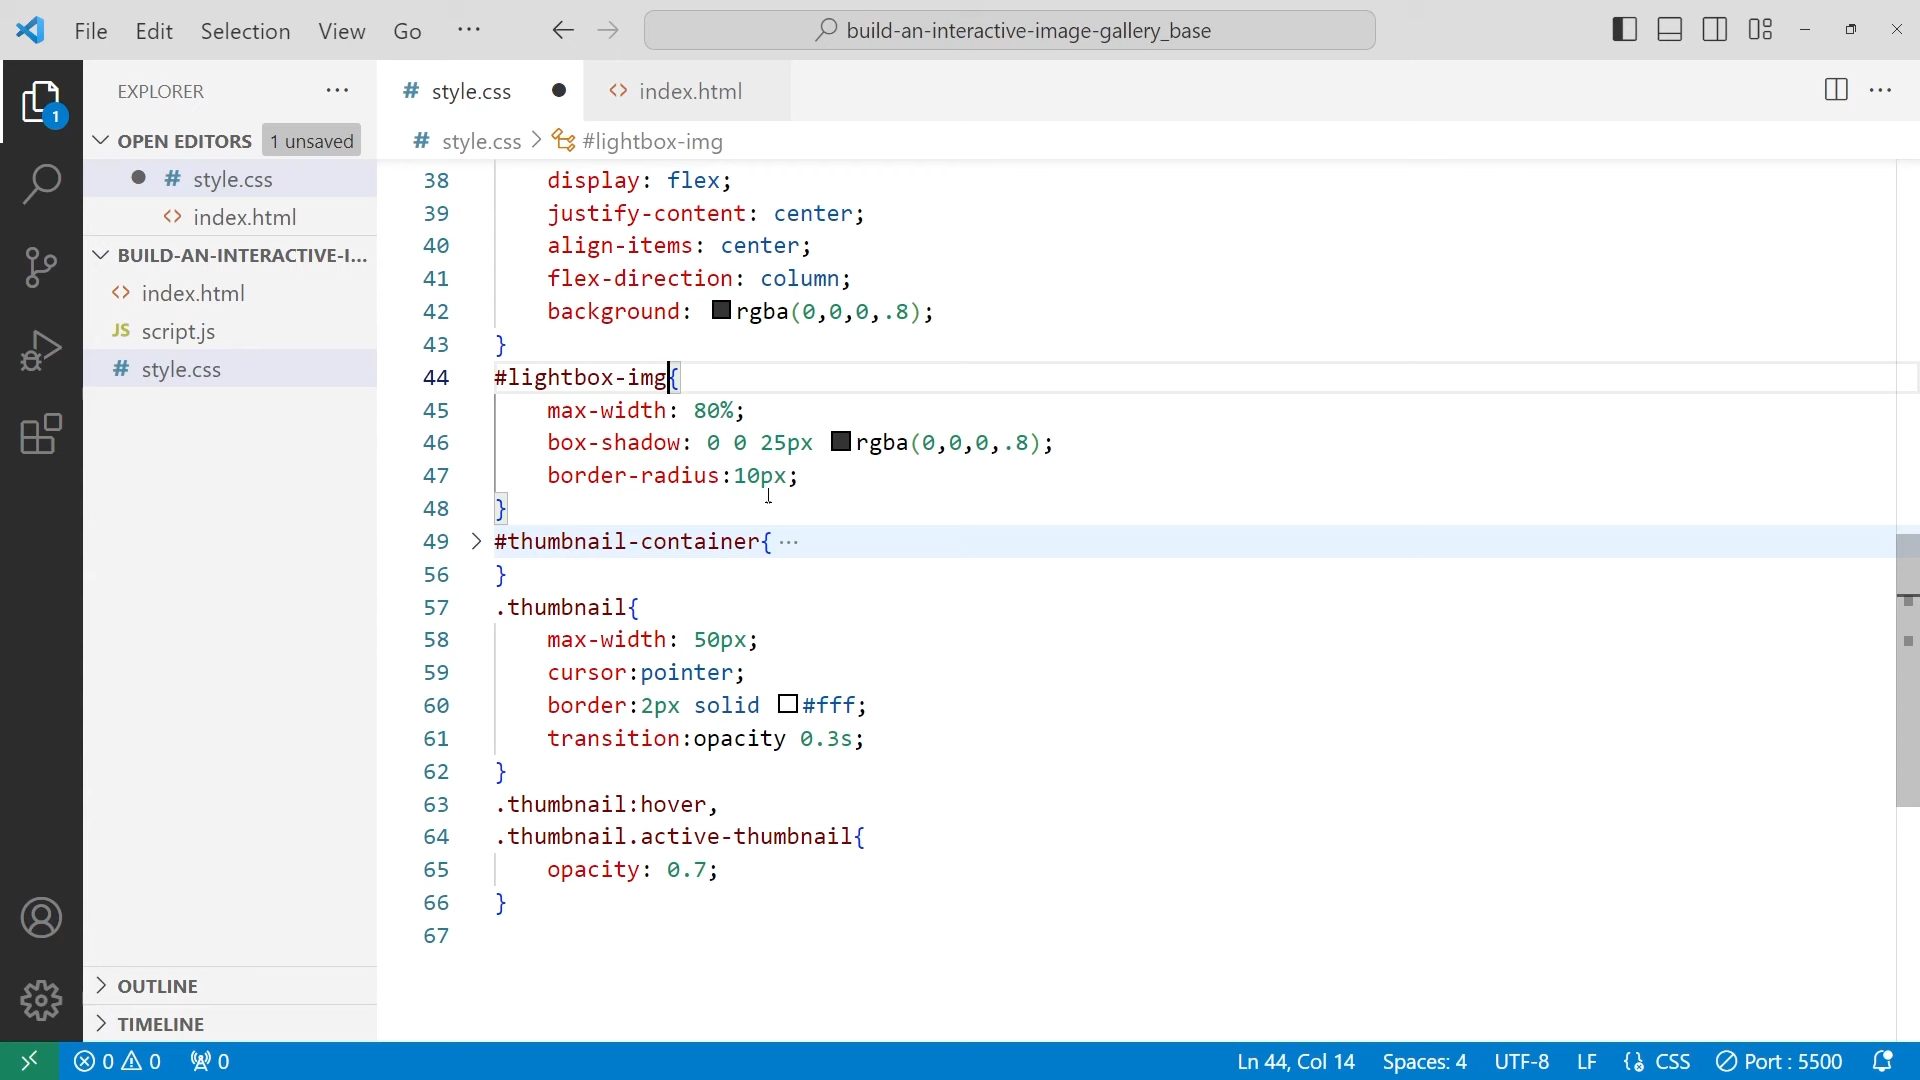 File Edit Selection View Go ··· build-an-interactive-image-gallery_base
EXPLORER ···
OPEN EDITORS 1 unsaved
# style.css
<> index.html
BUILD-AN-INTERACTIVE-I...
<> index.html
JS script.js
# style.css
OUTLINE
TIMELINE
1
# style.css
<> index.html
# style.css > #lightbox-img
38 display: flex;
39 justify-content: center;
40 align-items: center;
41 flex-direction: column;
42 background: rgba(0,0,0,.8);
43 }
44 #lightbox-img{
45 max-width: 80%;
46 box-shadow: 0 0 25px rgba(0,0,0,.8);
47 border-radius:10px;
48 }
49 #thumbnail-container{ ···
56 }
57 .thumbnail{
58 max-width: 50px;
59 cursor:pointer;
60 border:2px solid #fff;
61 transition:opacity 0.3s;
62 }
63 .thumbnail:hover,
64 .thumbnail.active-thumbnail{
65 opacity: 0.7;
66 }
67
0 0 0 Ln 44, Col 14 Spaces: 4 UTF-8 LF CSS Port : 5500